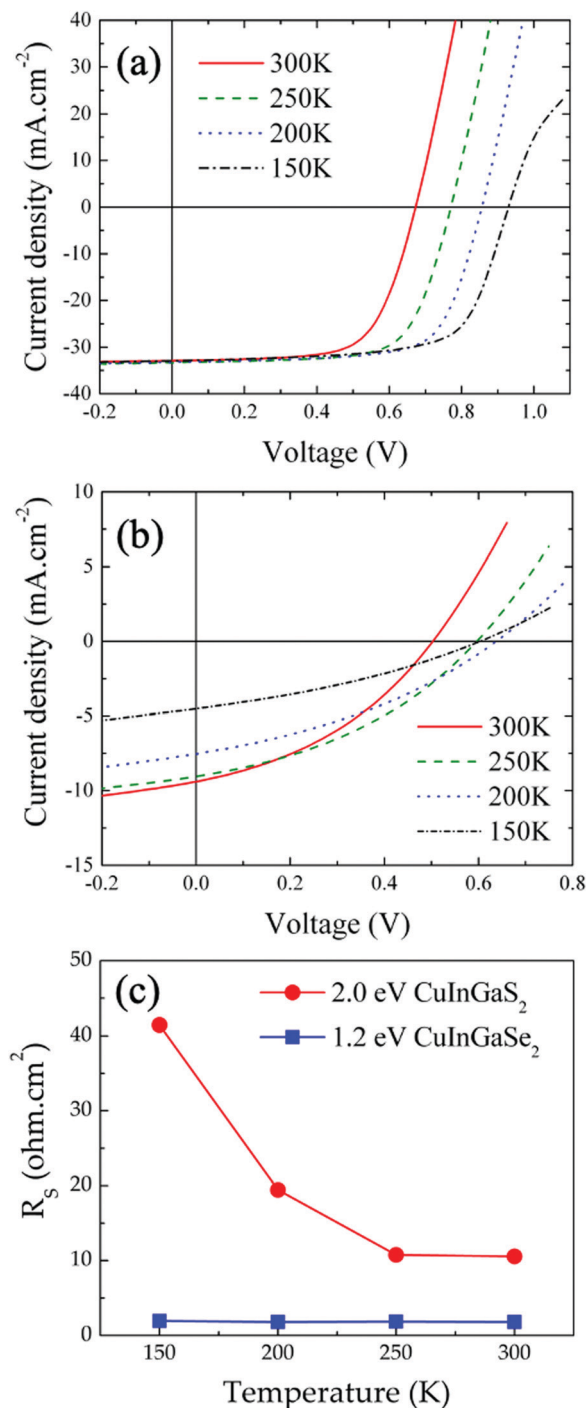 (a)
300K
250K
200K
150K
Current density (mA.cm⁻²)
40
30
20
10
0
-10
-20
-30
-40
-0.2 0.0 0.2 0.4 0.6 0.8 1.0
Voltage (V)
(b)
300K
250K
200K
150K
Current density (mA.cm⁻²)
10
5
0
-5
-10
-15
-0.2 0.0 0.2 0.4 0.6 0.8
Voltage (V)
(c)
2.0 eV CuInGaS₂
1.2 eV CuInGaSe₂
R_S (ohm.cm²)
50
40
30
20
10
0
150 200 250 300
Temperature (K)